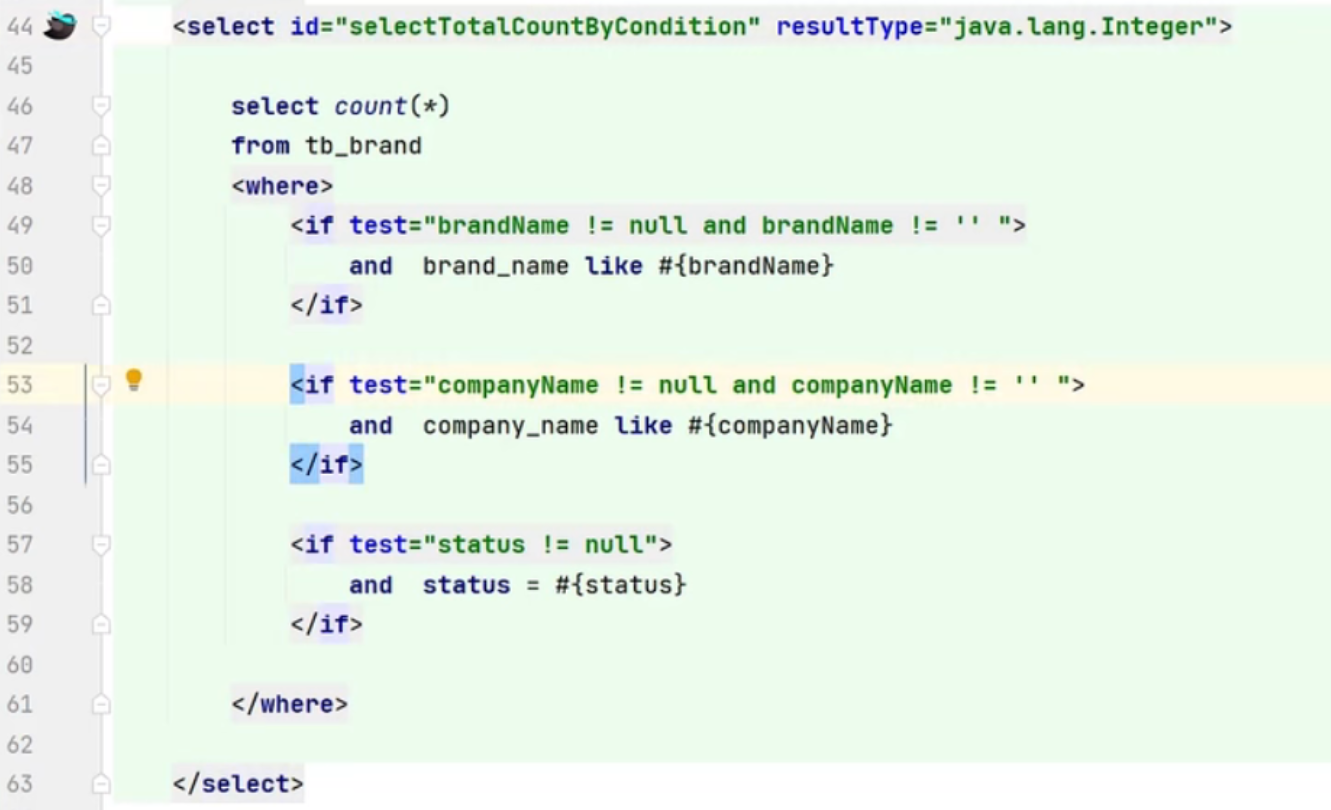 44 <select id="selectTotalCountByCondition" resultType="java.lang.Integer">
45
46 select count(*)
47 from tb_brand
48 <where>
49 <if test="brandName != null and brandName != '' ">
50 and brand_name like #{brandName}
51 </if>
52
53 <if test="companyName != null and companyName != '' ">
54 and company_name like #{companyName}
55 </if>
56
57 <if test="status != null">
58 and status = #{status}
59 </if>
60
61 </where>
62
63 </select>